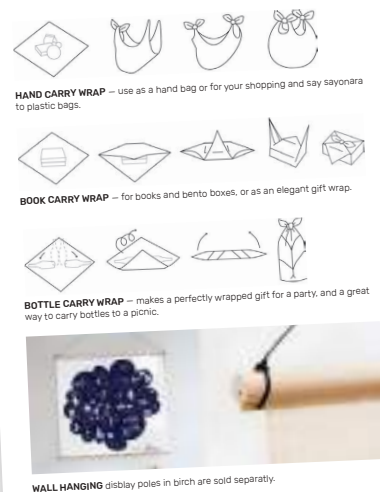 HAND CARRY WRAP – use as a hand bag or for your shopping and say sayonara
to plastic bags.
BOOK CARRY WRAP – for books and bento boxes, or as an elegant gift wrap.
BOTTLE CARRY WRAP – makes a perfectly wrapped gift for a party, and a great
way to carry bottles to a picnic.
WALL HANGING display poles in birch are sold separately.